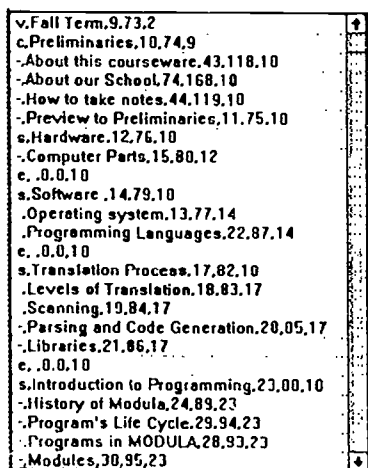 v.Fall Term,9,73,2
c.Preliminaries,10,74,9
-.About this courseware,43,118,10
-.About our School,74,168,10
-.How to take notes,44,119,10
-.Preview to Preliminaries,11,75,10
s.Hardware,12,76,10
-.Computer Parts,15,80,12
e. .0,0,10
s.Software ,14,79,10
.Operating system,13,77,14
.Programming Languages,22,87,14
e. .0,0,10
s.Translation Process,17,82,10
.Levels of Translation,18,83,17
.Scanning,19,84,17
-.Parsing and Code Generation,20,85,17
-.Libraries,21,86,17
e. .0,0,10
s.Introduction to Programming,23,88,10
-.History of Modula,24,89,23
-.Program's Life Cycle,29,94,23
-.Programs in MODULA,28,93,23
-.Modules,30,95,23